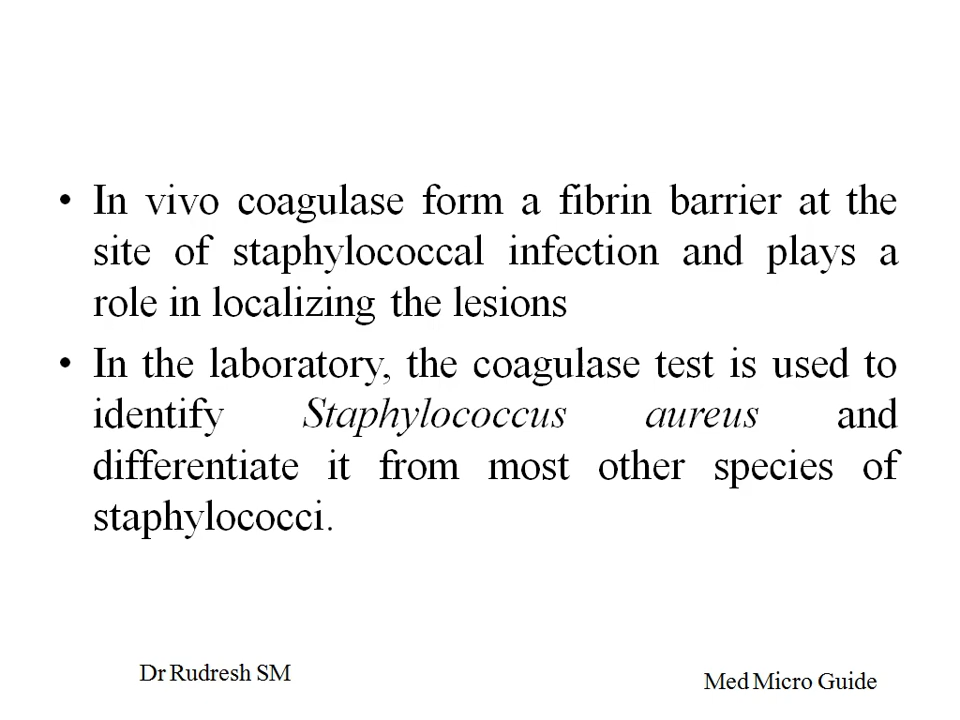 • In vivo coagulase form a fibrin barrier at the
site of staphylococcal infection and plays a
role in localizing the lesions
• In the laboratory, the coagulase test is used to
identify Staphylococcus aureus and
differentiate it from most other species of
staphylococci.
Dr Rudresh SM
Med Micro Guide